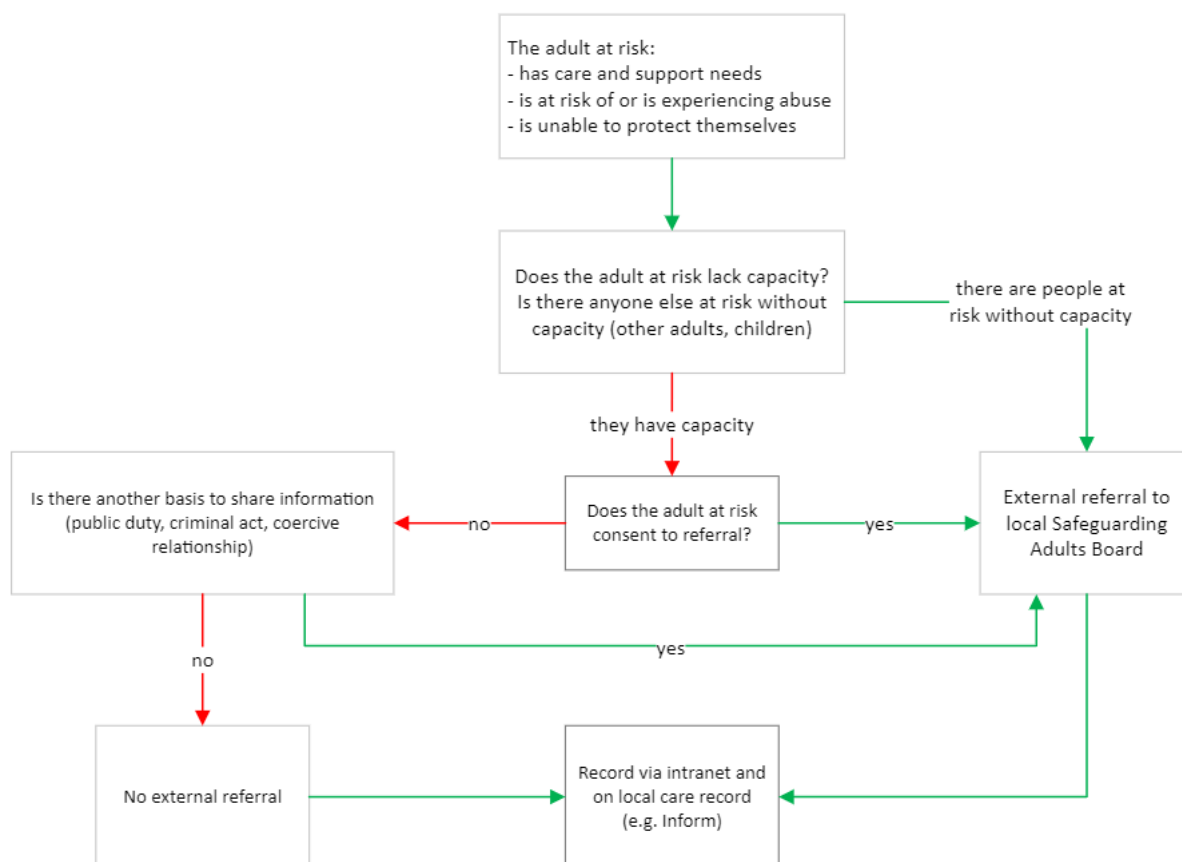 The adult at risk:
- has care and support needs
- is at risk of or is experiencing abuse
- is unable to protect themselves
Does the adult at risk lack capacity?
Is there anyone else at risk without
capacity (other adults, children)
there are people at
risk without capacity
they have capacity
Is there another basis to share information
(public duty, criminal act, coercive
relationship)
no
Does the adult at risk
consent to referral?
yes
External referral to
local Safeguarding
Adults Board
yes
no
No external referral
Record via intranet and
on local care record
(e.g. Inform)